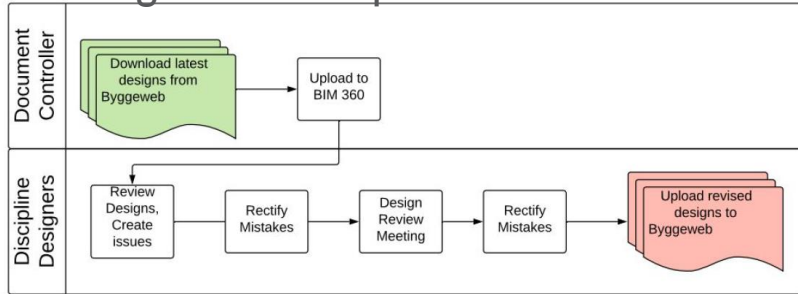 Document
Controller
Download latest
designs from
Byggeweb
Upload to
BIM 360
Discipline
Designers
Review
Designs,
Create
issues
Rectify
Mistakes
Design
Review
Meeting
Rectify
Mistakes
Upload revised
designs to
Byggeweb